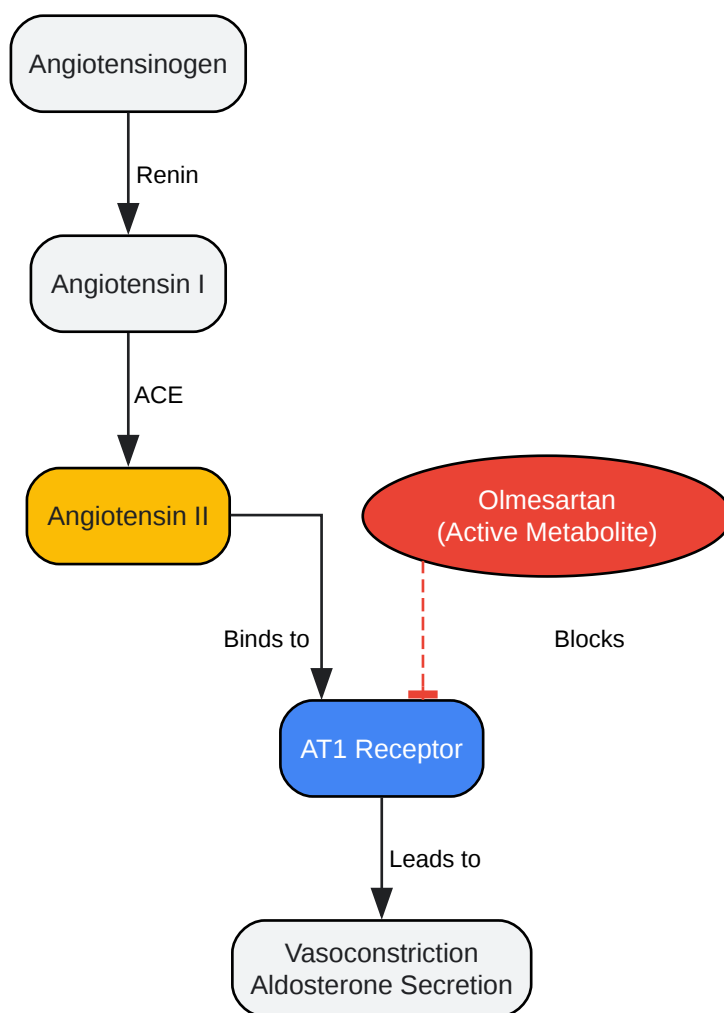 Angiotensinogen
Renin
Angiotensin I
ACE
Angiotensin II
Olmesartan
(Active Metabolite)
Binds to
Blocks
AT1 Receptor
Leads to
Vasoconstriction
Aldosterone Secretion